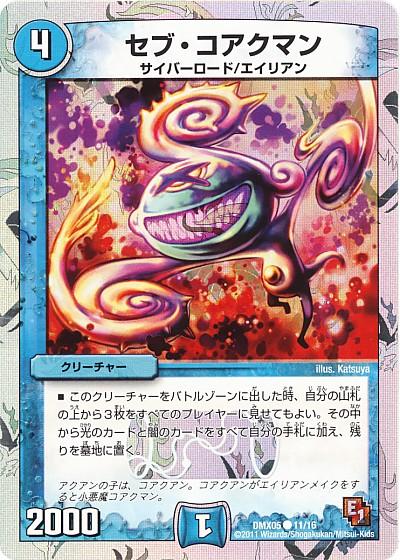 4
セブ・コアクマン
サイバーロード/エイリアン
クリーチャー
illus. Katsuya
■このクリーチャーをバトルゾーンに出した時、自分の山札
の上から3枚をすべてのプレイヤーに見せてもよい。その中
から光のカードと闇のカードをすべて自分の手札に加え、残
りを墓地に置く。
アクアンの子は、コアクアン。コアクアンがエイリアンメイクをす
ると小悪魔コアクマン。
2000
1
DMX05 ● 11/16
©2011 Wizards/Shogakukan/Mitsui-Kids
E1